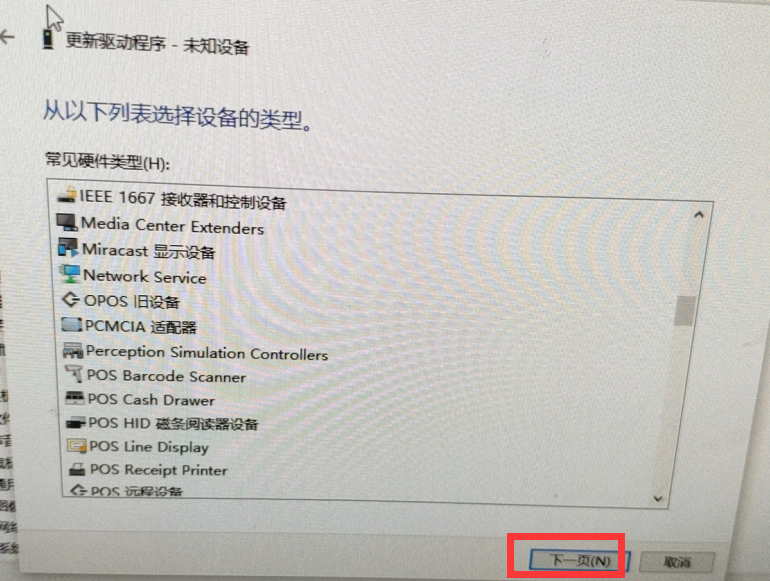 更新驱动程序 - 未知设备
从以下列表选择设备的类型。
常见硬件类型(H):
IEEE 1667 接收器和控制设备
Media Center Extenders
Miracast 显示设备
Network Service
OPOS 旧设备
PCMCIA 适配器
Perception Simulation Controllers
POS Barcode Scanner
POS Cash Drawer
POS HID 磁条阅读器设备
POS Line Display
POS Receipt Printer
POS 远程设备
下一页(N)
取消